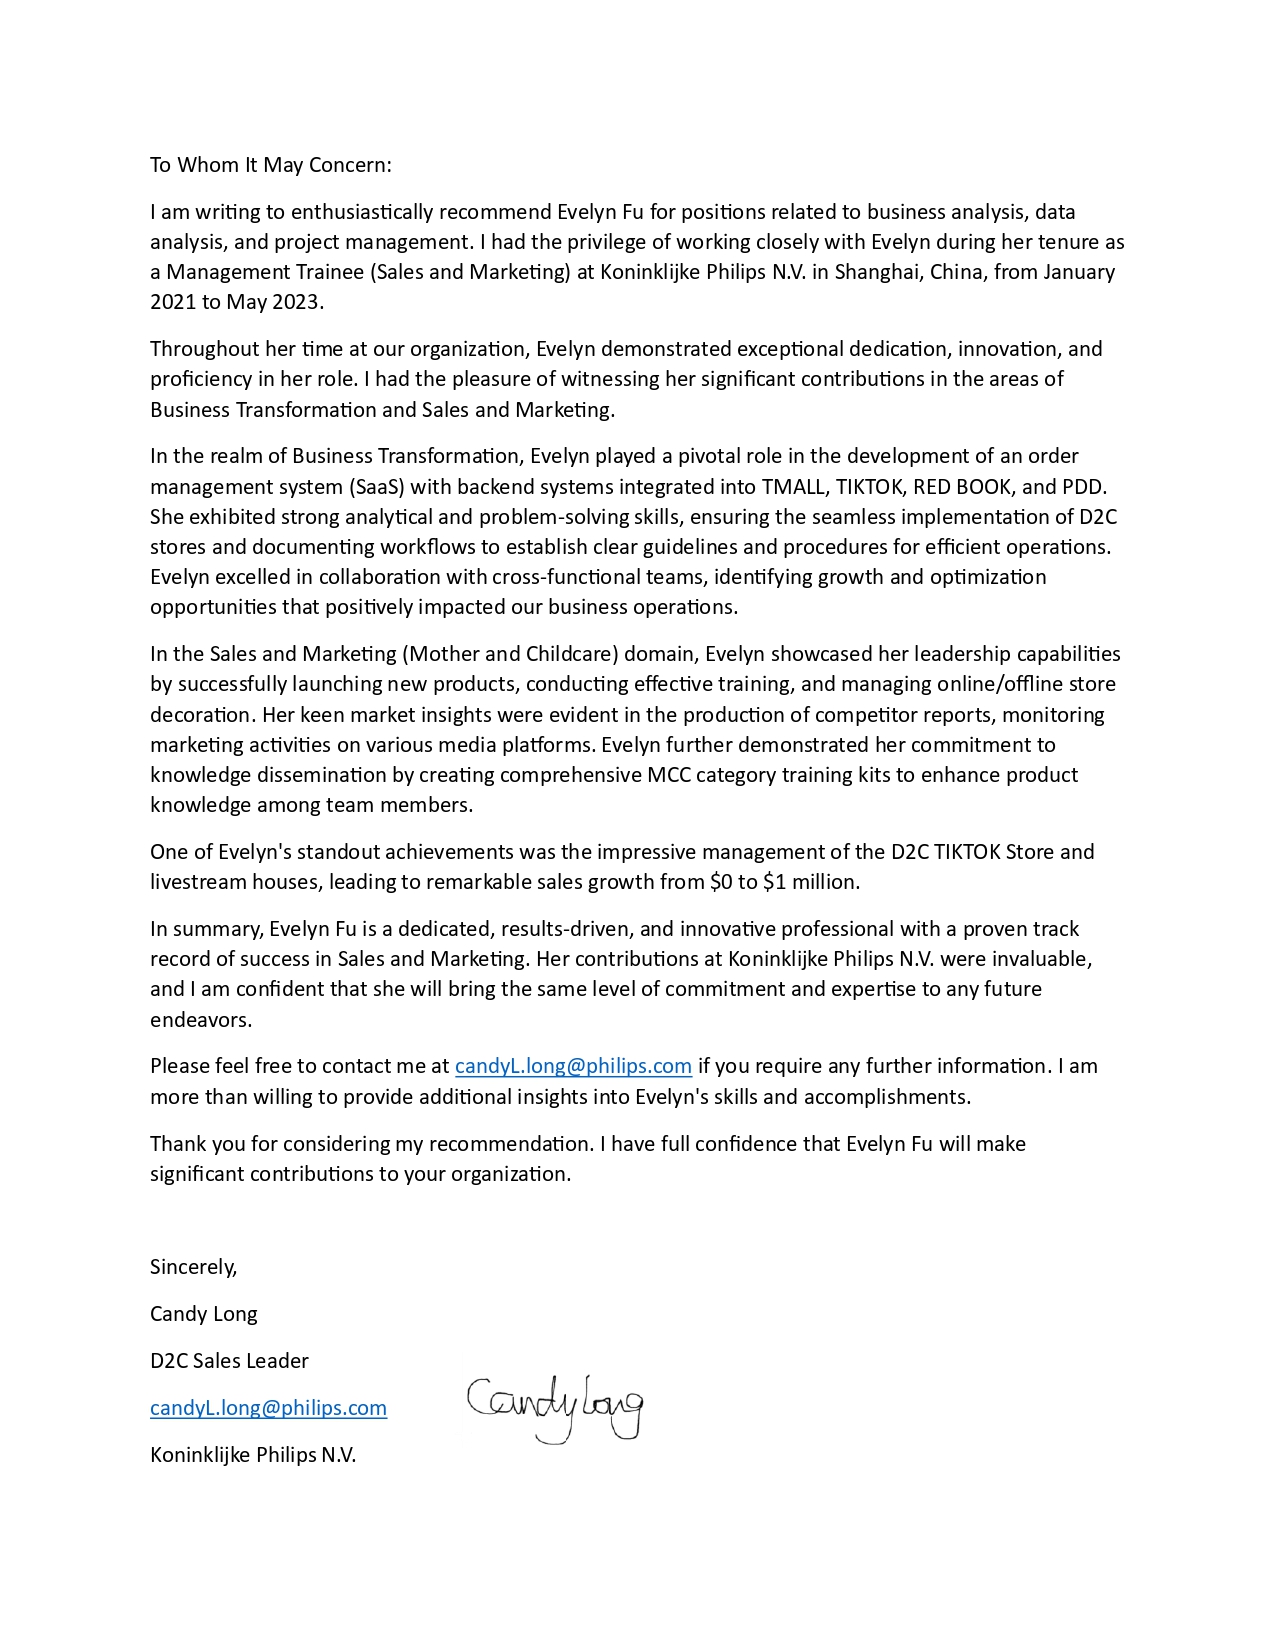 To Whom It May Concern:
I am writing to enthusiastically recommend Evelyn Fu for positions related to business analysis, data
analysis, and project management. I had the privilege of working closely with Evelyn during her tenure as
a Management Trainee (Sales and Marketing) at Koninklijke Philips N.V. in Shanghai, China, from January
2021 to May 2023.
Throughout her time at our organization, Evelyn demonstrated exceptional dedication, innovation, and
proficiency in her role. I had the pleasure of witnessing her significant contributions in the areas of
Business Transformation and Sales and Marketing.
In the realm of Business Transformation, Evelyn played a pivotal role in the development of an order
management system (SaaS) with backend systems integrated into TMALL, TIKTOK, RED BOOK, and PDD.
She exhibited strong analytical and problem-solving skills, ensuring the seamless implementation of D2C
stores and documenting workflows to establish clear guidelines and procedures for efficient operations.
Evelyn excelled in collaboration with cross-functional teams, identifying growth and optimization
opportunities that positively impacted our business operations.
In the Sales and Marketing (Mother and Childcare) domain, Evelyn showcased her leadership capabilities
by successfully launching new products, conducting effective training, and managing online/offline store
decoration. Her keen market insights were evident in the production of competitor reports, monitoring
marketing activities on various media platforms. Evelyn further demonstrated her commitment to
knowledge dissemination by creating comprehensive MCC category training kits to enhance product
knowledge among team members.
One of Evelyn's standout achievements was the impressive management of the D2C TIKTOK Store and
livestream houses, leading to remarkable sales growth from $0 to $1 million.
In summary, Evelyn Fu is a dedicated, results-driven, and innovative professional with a proven track
record of success in Sales and Marketing. Her contributions at Koninklijke Philips N.V. were invaluable,
and I am confident that she will bring the same level of commitment and expertise to any future
endeavors.
Please feel free to contact me at candyL.long@philips.com if you require any further information. I am
more than willing to provide additional insights into Evelyn's skills and accomplishments.
Thank you for considering my recommendation. I have full confidence that Evelyn Fu will make
significant contributions to your organization.
Sincerely,
Candy Long
D2C Sales Leader
candyL.long@philips.com
Candy Long
Koninklijke Philips N.V.